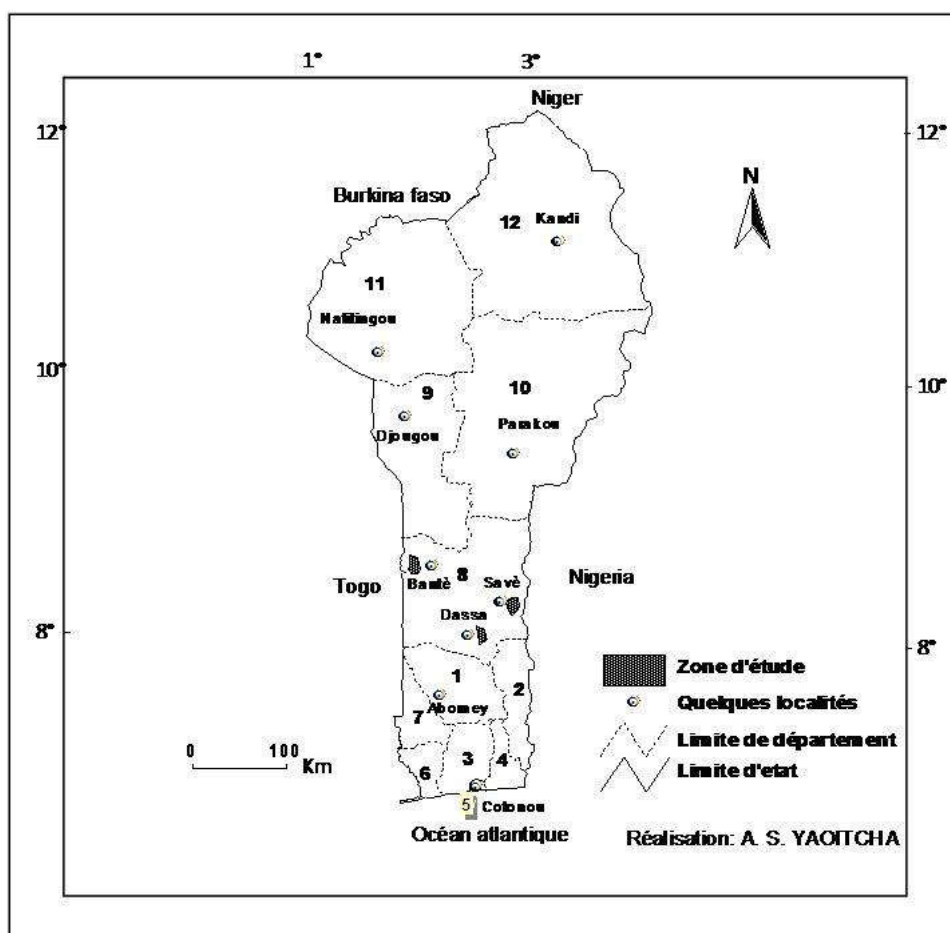 1° 3°
Niger
12° 12°
Burkina faso
N
12 Kandi
11
Natitingou
10° 10°
9 10
Parakou
Djougou
Togo Bantè 8 Savè Nigeria
Dassa
8° 8°
Zone d'étude
1 2
Quelques localités
Abomey
7
Limite de département
0 100
Km
3 4
6
Limite d'etat
5 Cotonou
Océan atlantique
Réalisation: A. S. YAOITCHA